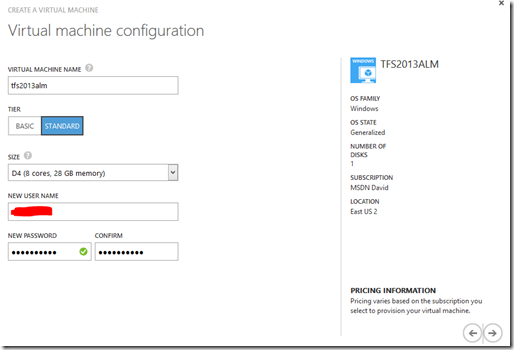 CREATE A VIRTUAL MACHINE
Virtual machine configuration
VIRTUAL MACHINE NAME ?
tfs2013alm
TIER
BASIC STANDARD
SIZE ?
D4 (8 cores, 28 GB memory)
NEW USER NAME
NEW PASSWORD CONFIRM
●●●●●●●●●● ●●●●●●●●●●
WINDOWS
TFS2013ALM
OS FAMILY
Windows
OS STATE
Generalized
NUMBER OF
DISKS
1
SUBSCRIPTION
MSDN David
LOCATION
East US 2
PRICING INFORMATION
Pricing varies based on the subscription you
select to provision your virtual machine.